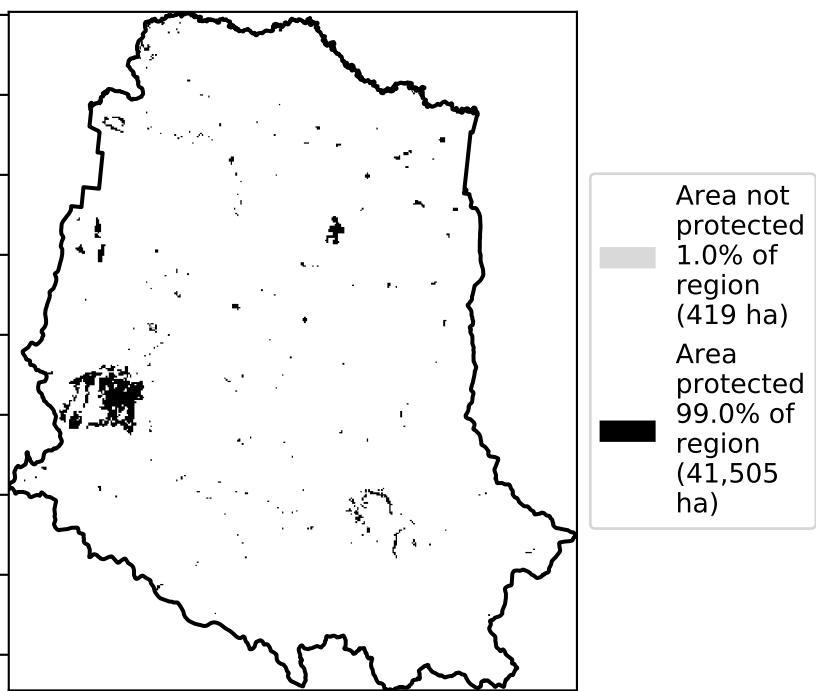 Area not
protected
1.0% of
region
(419 ha)
Area
protected
99.0% of
region
(41,505
ha)